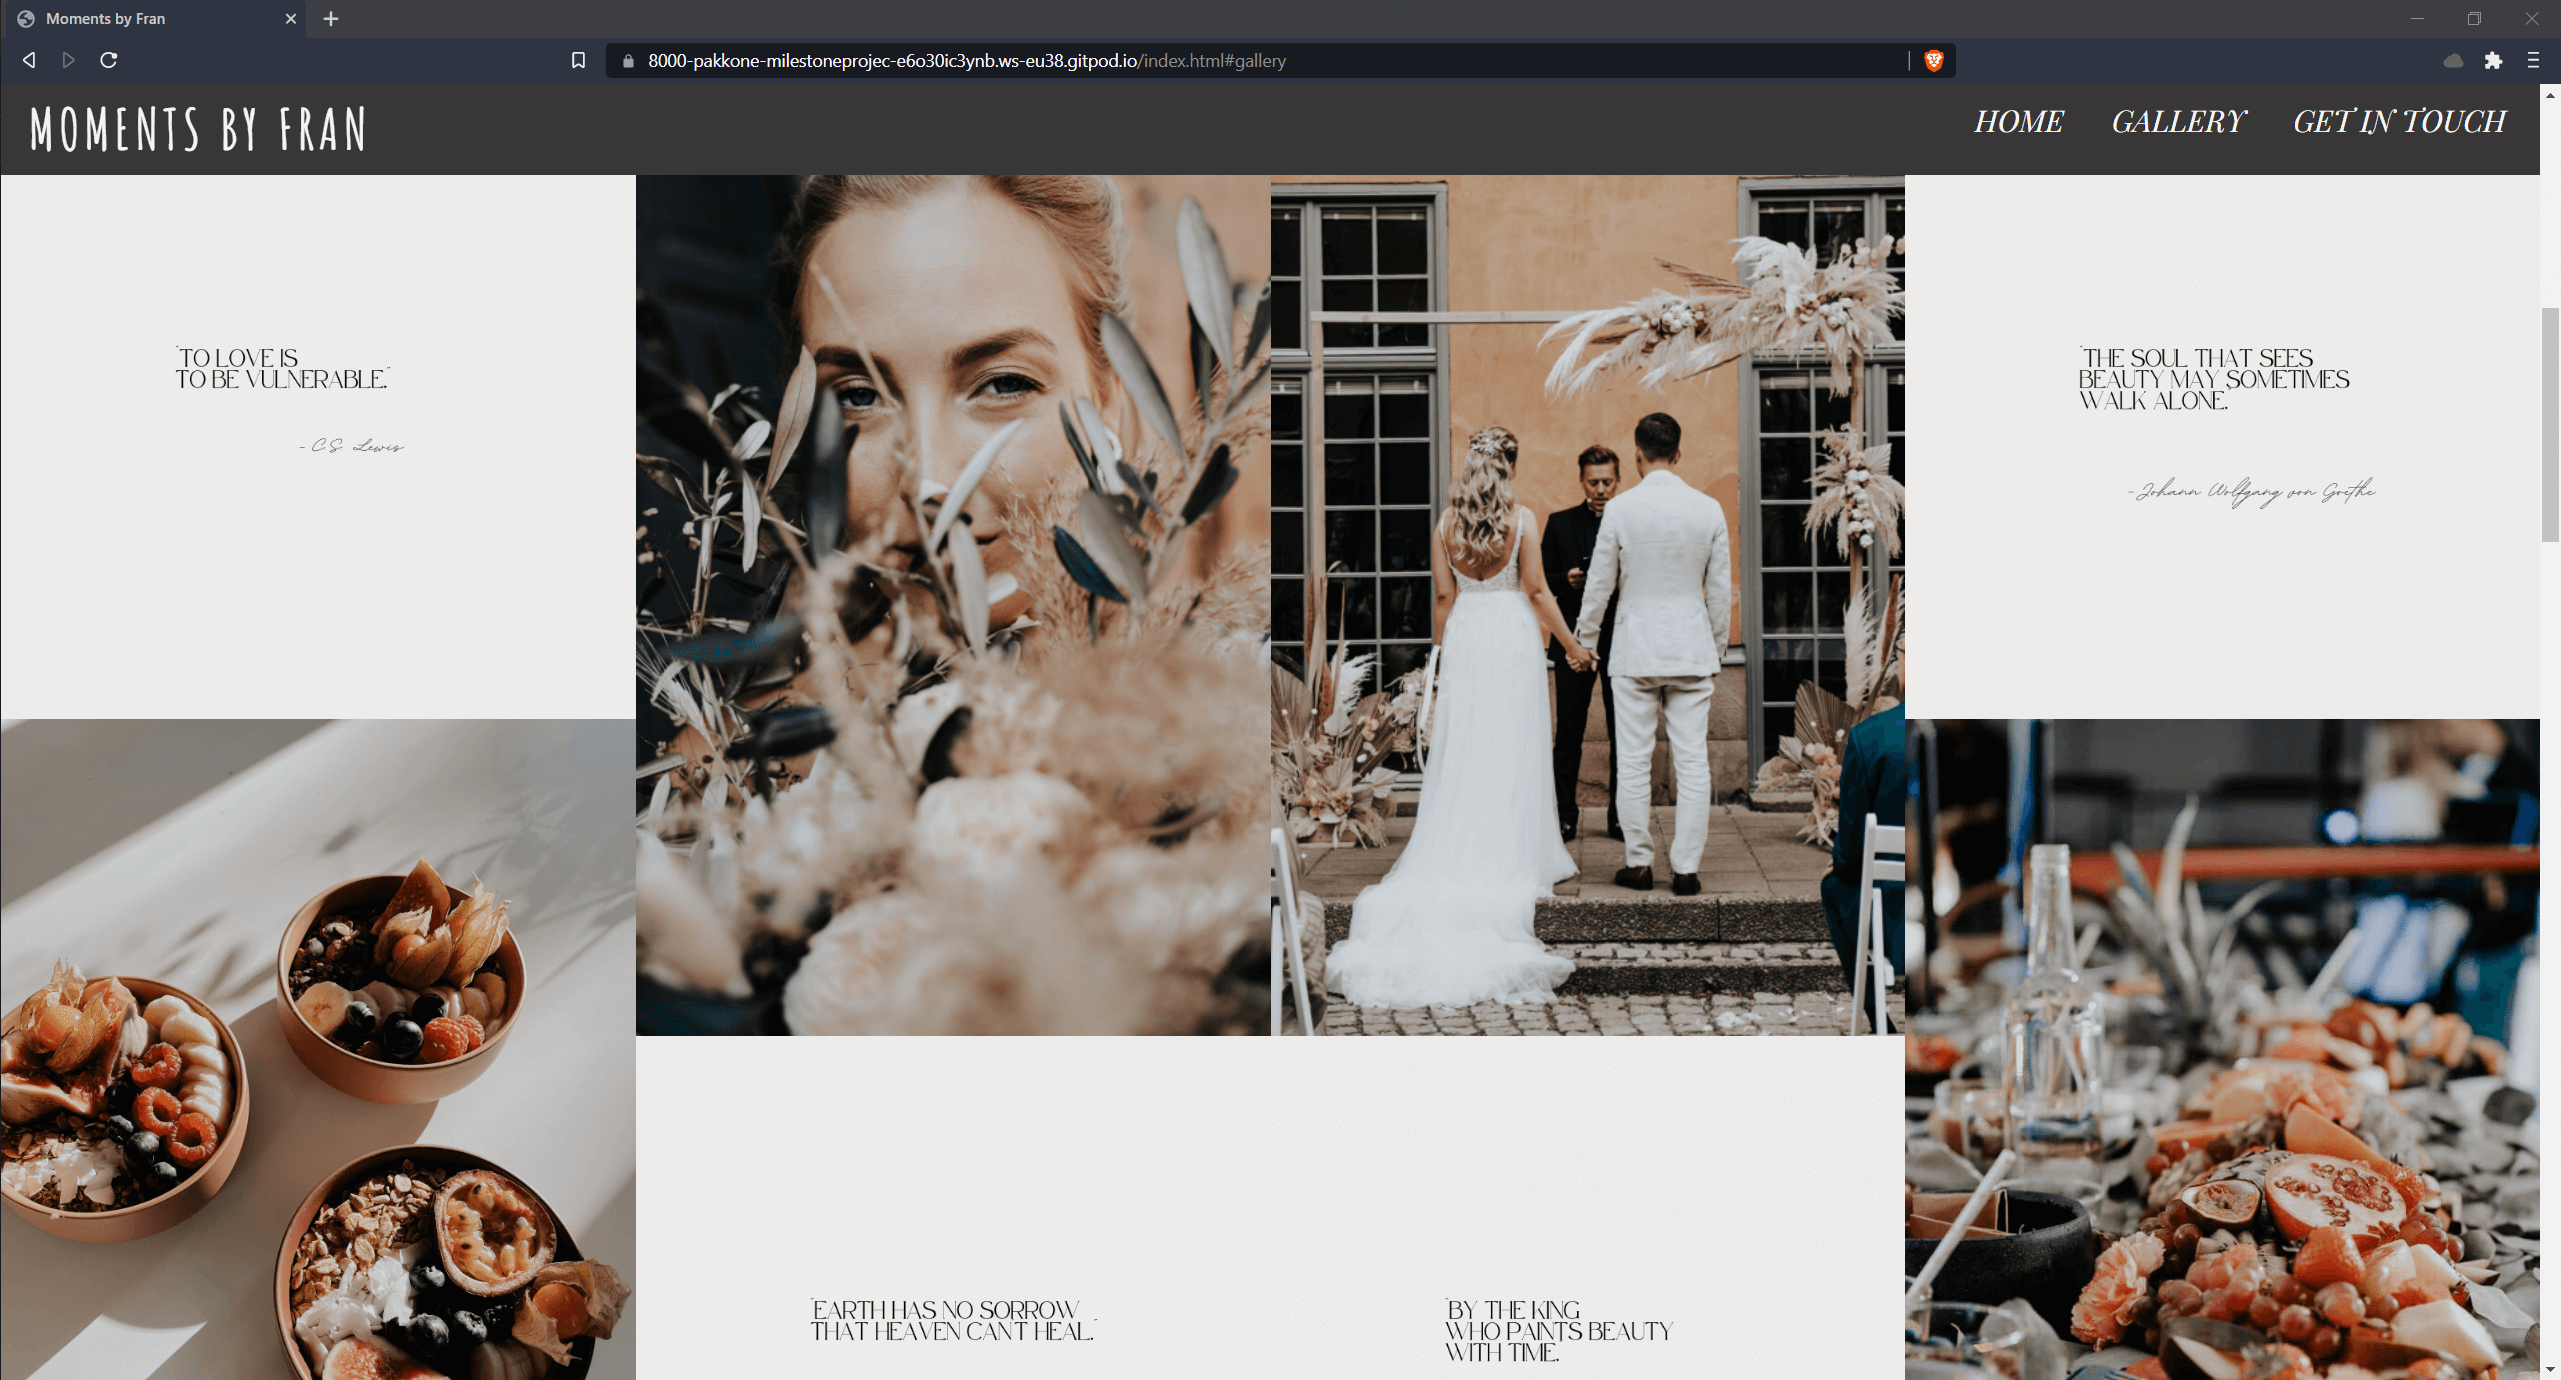 Moments by Fran
8000-pakkone-milestoneprojec-e6o30ic3ynb.ws-eu38.gitpod.io/index.html#gallery
MOMENTS BY FRAN
HOME GALLERY GET IN TOUCH
"TO LOVE IS
TO BE VULNERABLE."
- C.S. Lewis
"THE SOUL THAT SEES
BEAUTY MAY SOMETIMES
WALK ALONE."
- Johann Wolfgang von Goethe
"EARTH HAS NO SORROW
THAT HEAVEN CAN'T HEAL."
"BY THE KING
WHO PAINTS BEAUTY
WITH TIME.